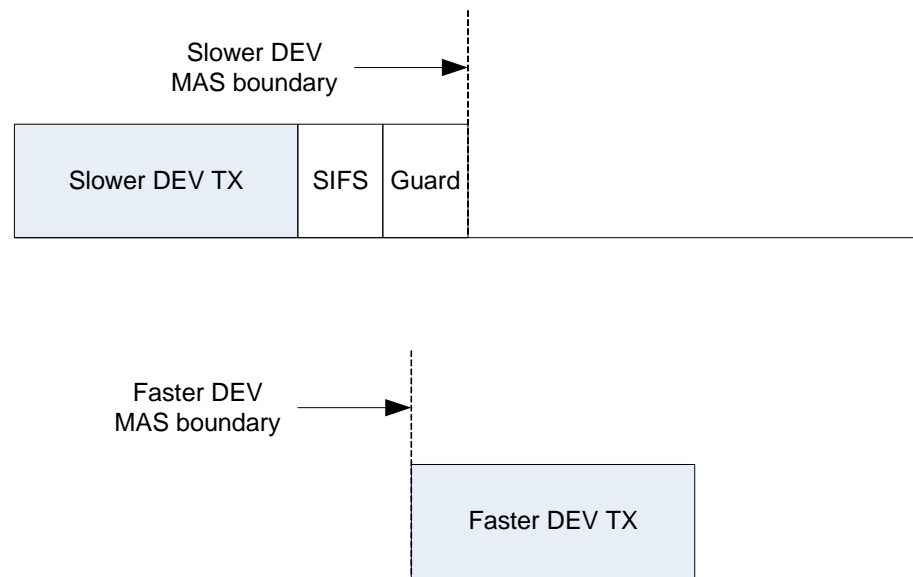 Slower DEV
MAS boundary
Slower DEV TX
SIFS
Guard
Faster DEV
MAS boundary
Faster DEV TX